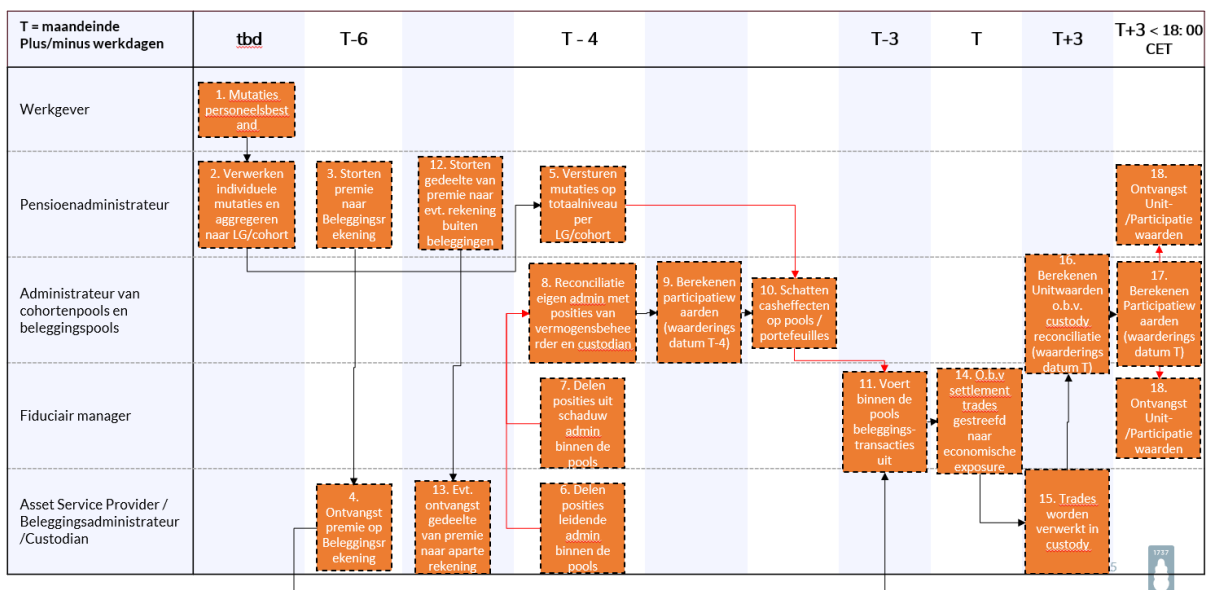 T = maandeinde
Plus/minus werkdagen
tbd
T-6
T - 4
T-3
T
T+3
T+3 < 18: 00
CET
Werkgever
1. Mutaties
personeelsbest
and
Pensioenadministrateur
2. Verwerken
individuele
mutaties en
aggregeren
naar LG/cohort
3. Storten
premie
naar
Beleggingsr
ekening
12. Storten
gedeelte van
premie naar
evt. rekening
buiten
beleggingen
5. Versturen
mutaties op
totaalniveau
per
LG/cohort
18.
Ontvangst
Unit-
/Participatie
waarden
Administrateur van
cohortenpools en
beleggingspools
8. Reconciliatie
eigen admin met
posities van
vermogensbehee
rder en custodian
9. Berekenen
participatiew
aarden
(waarderings
datum T-4)
10. Schatten
casheffecten
op pools /
portefeuilles
16.
Berekenen
Unitwaarden
o.b.v.
custody
reconciliatie
(waarderings
datum T)
17.
Berekenen
Participatiew
aarden
(waarderings
datum T)
Fiduciair manager
7. Delen
posities uit
schaduw
admin
binnen de
pools
11. Voert
binnen de
pools
beleggings-
transacties
uit
14. O.b.v
settlement
trades
gestreefd
naar
economische
exposure
18.
Ontvangst
Unit-
/Participatie
waarden
Asset Service Provider /
Beleggingsadministrateur
/Custodian
4.
Ontvangst
premie op
Beleggingsr
ekening
13. Evt.
ontvangst
gedeelte
van premie
naar aparte
rekening
6. Delen
posities
leidende
admin
binnen de
pools
15. Trades
worden
verwerkt in
custody
1737